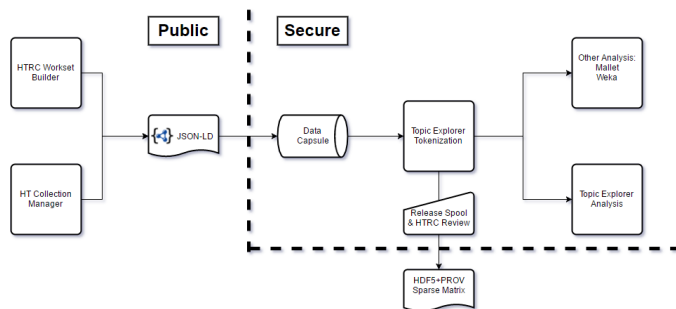 Public
Secure
HTRC Workset
Builder
HT Collection
Manager
JSON-LD
Data
Capsule
Topic Explorer
Tokenization
Other Analysis:
Mallet
Weka
Topic Explorer
Analysis
Release Spool
& HTRC Review
HDF5+PROV
Sparse Matrix